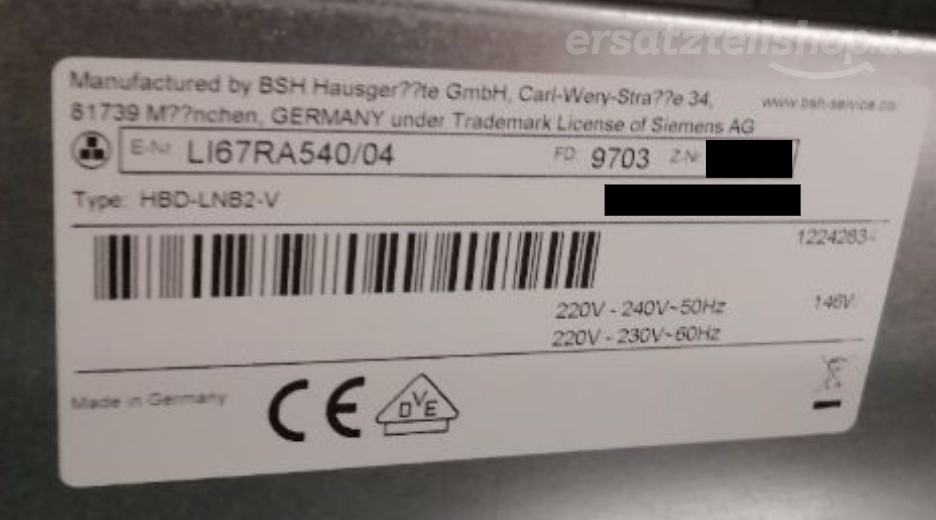 ersatzteilshop.de
Manufactured by BSH Hausger??te GmbH, Carl-Wery-Stra??e 34,
www.bsh-service.co
81739 M??nchen, GERMANY under Trademark License of Siemens AG
E-Nr LI67RA540/04 FD 9703 Z-Nr
Type: HBD-LNB2-V
1224283-
220V - 240V~50Hz 146W
220V - 230V~60Hz
Made in Germany CE DVE